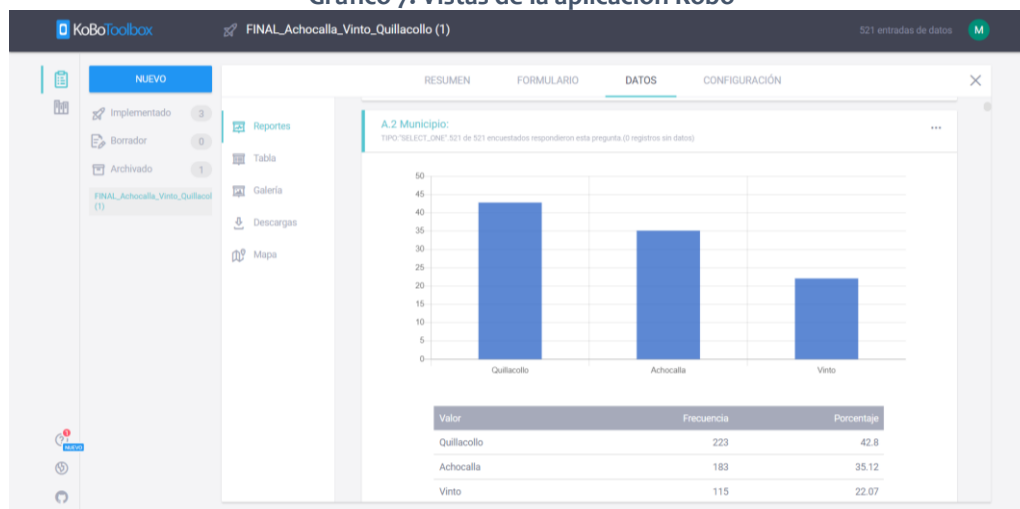 Gráfico 7. Vistas de la aplicación Kobo
KoBoToolbox
FINAL_Achocalla_Vinto_Quillacollo (1)
521 entradas de datos
M
NUEVO
Implementado 3
Borrador 0
Archivado 1
FINAL_Achocalla_Vinto_Quillacol
(1)
1
NUEVO
RESUMEN FORMULARIO DATOS CONFIGURACIÓN
Reportes
Tabla
Galería
Descargas
Mapa
A.2 Municipio:
TIPO:"SELECT_ONE".521 de 521 encuestados respondieron esta pregunta.(0 registros sin datos)
50
45
40
35
30
25
20
15
10
5
0
Quillacollo Achocalla Vinto
Valor Frecuencia Porcentaje
Quillacollo 223 42.8
Achocalla 183 35.12
Vinto 115 22.07